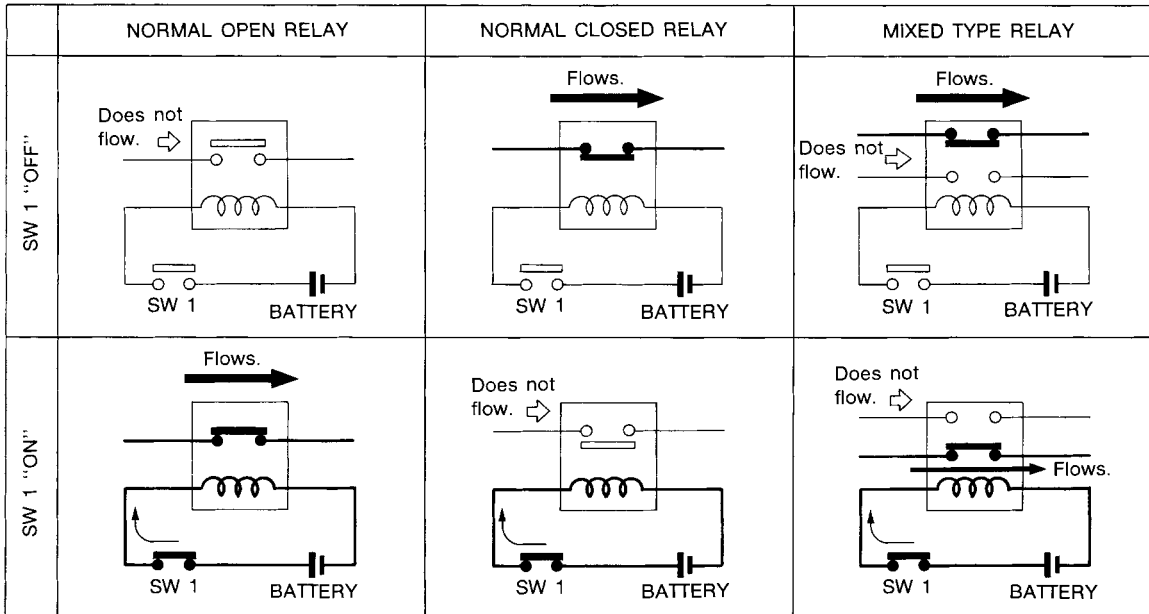 NORMAL OPEN RELAY
NORMAL CLOSED RELAY
MIXED TYPE RELAY
SW 1 “OFF”
Does not
flow.
SW 1
BATTERY
Flows.
SW 1
BATTERY
Flows.
Does not
flow.
SW 1
BATTERY
SW 1 “ON”
Flows.
SW 1
BATTERY
Does not
flow.
SW 1
BATTERY
Does not
flow.
Flows.
SW 1
BATTERY